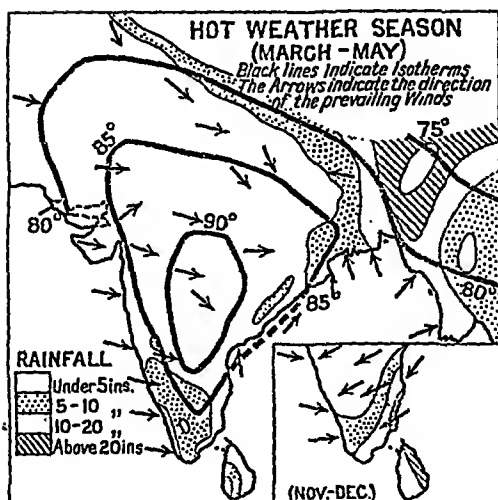 HOT WEATHER SEASON
(MARCH-MAY)
Black lines Indicate Isotherms
The Arrows indicate the direction
of the prevailing Winds
75°
85°
80°
90°
80°
85°
RAINFALL
Under 5ins.
5-10 "
10-20 "
Above 20ins
(NOV.-DEC.)